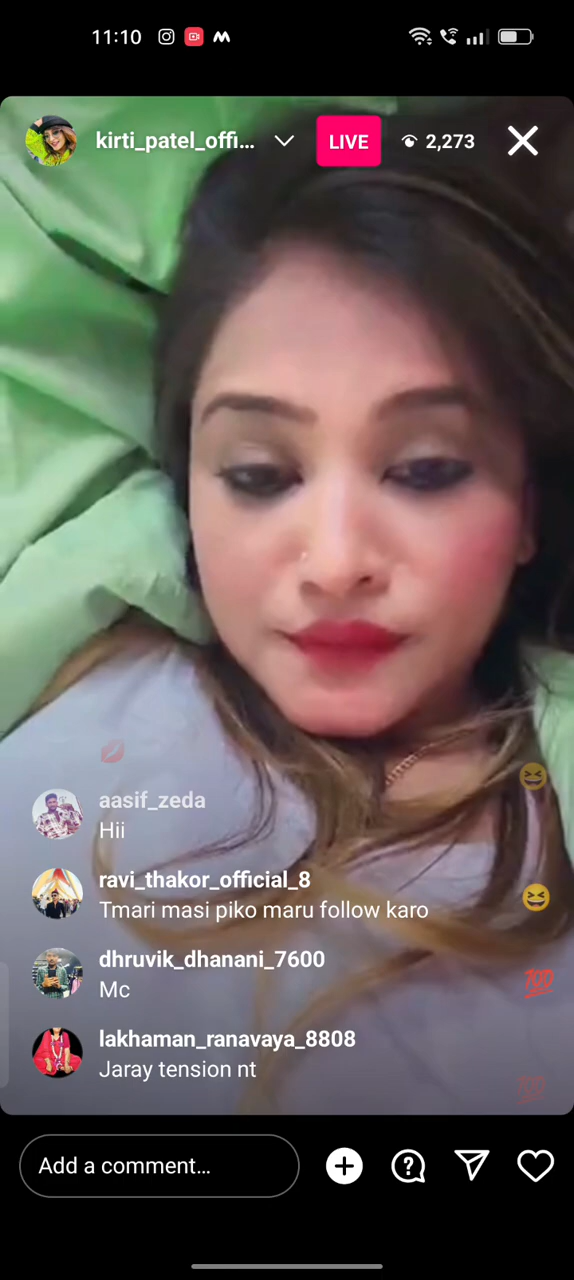 11:10
kirti_patel_offi...
LIVE
2,273
aasif_zeda
Hii
ravi_thakor_official_8
Tmari masi piko maru follow karo
dhruvik_dhanani_7600
Mc
lakhaman_ranavaya_8808
Jaray tension nt
Add a comment...